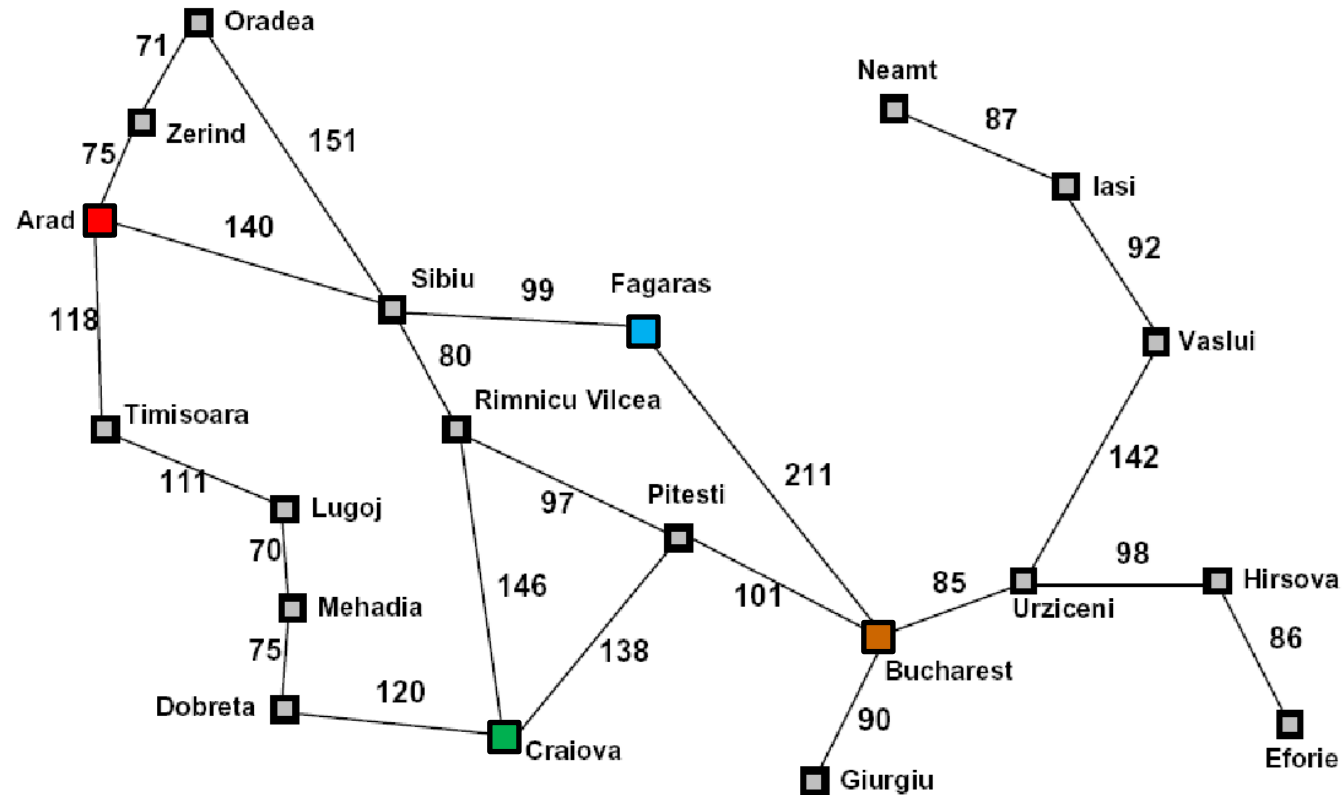 Oradea
71
Neamt
87
Zerind
151
75
Iasi
Arad
140
92
Sibiu
99
Fagaras
118
Vaslui
80
Rimnicu Vilcea
Timisoara
142
111
211
Lugoj
97
Pitesti
70
98
Hirsova
146
85
Mehadia
101
Urziceni
75
138
86
Bucharest
120
Dobreta
90
Craiova
Eforie
Giurgiu